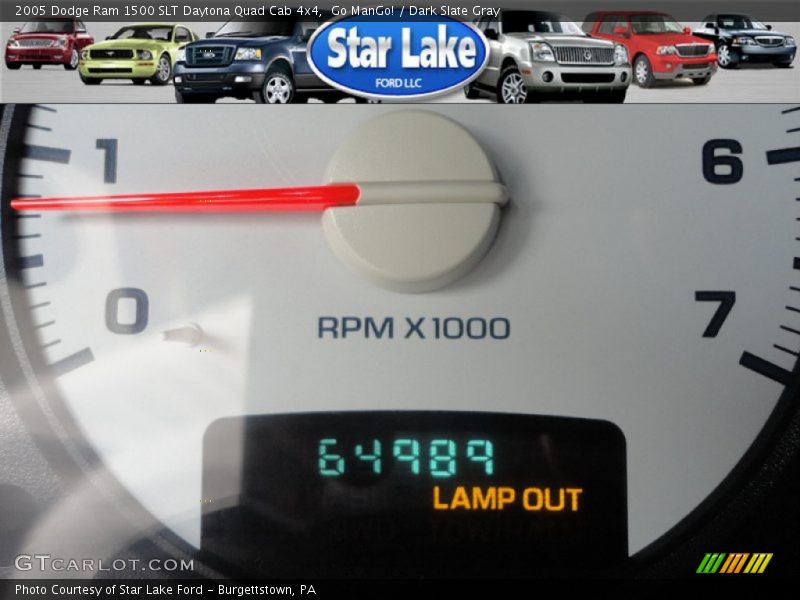 2005 Dodge Ram 1500 SLT Daytona Quad Cab 4x4,  Go ManGo! / Dark Slate Gray
Star Lake
FORD LLC
1
6
0
7
RPM X1000
64989
LAMP OUT
GTCARLOT.COM
Photo Courtesy of Star Lake Ford - Burgettstown, PA